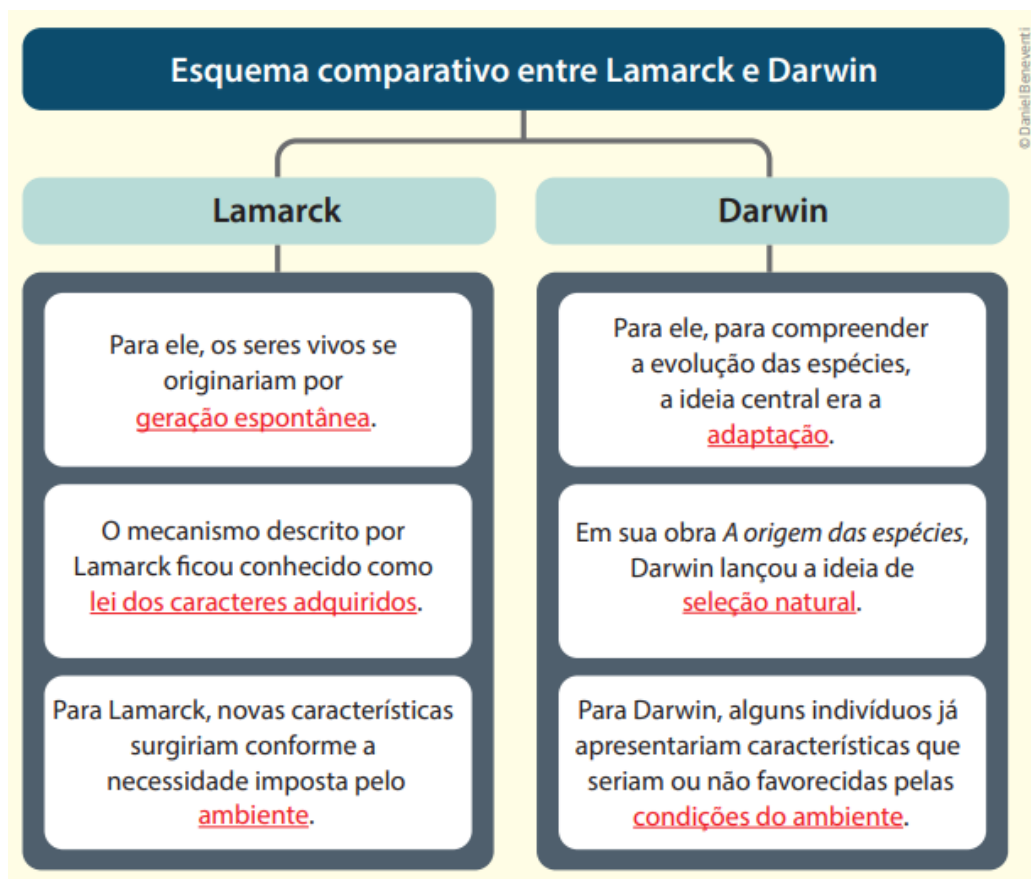 Esquema comparativo entre Lamarck e Darwin
© Daniel Beneventi
Lamarck
Para ele, os seres vivos se
originariam por
geração espontânea.
O mecanismo descrito por
Lamarck ficou conhecido como
lei dos caracteres adquiridos.
Para Lamarck, novas características
surgiriam conforme a
necessidade imposta pelo
ambiente.
Darwin
Para ele, para compreender
a evolução das espécies,
a ideia central era a
adaptação.
Em sua obra A origem das espécies,
Darwin lançou a ideia de
seleção natural.
Para Darwin, alguns indivíduos já
apresentariam características que
seriam ou não favorecidas pelas
condições do ambiente.